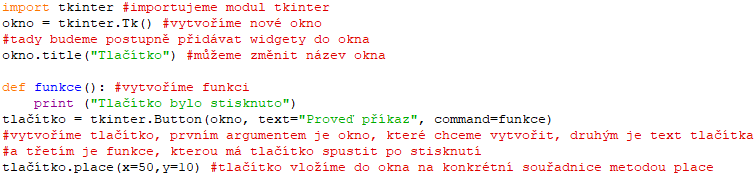 import tkinter #importujeme modul tkinter
okno = tkinter.Tk() #vytvoříme nové okno
#tady budeme postupně přidávat widgety do okna
okno.title("Tlačítko") #můžeme změnit název okna

def funkce(): #vytvoříme funkci
    print ("Tlačítko bylo stisknuto")
tlačítko = tkinter.Button(okno, text="Proveď příkaz", command=funkce)
#vytvoříme tlačítko, prvním argumentem je okno, které chceme vytvořit, druhým je text tlačítka
#a třetím je funkce, kterou má tlačítko spustit po stisknutí
tlačítko.place(x=50,y=10) #tlačítko vložíme do okna na konkrétní souřadnice metodou place